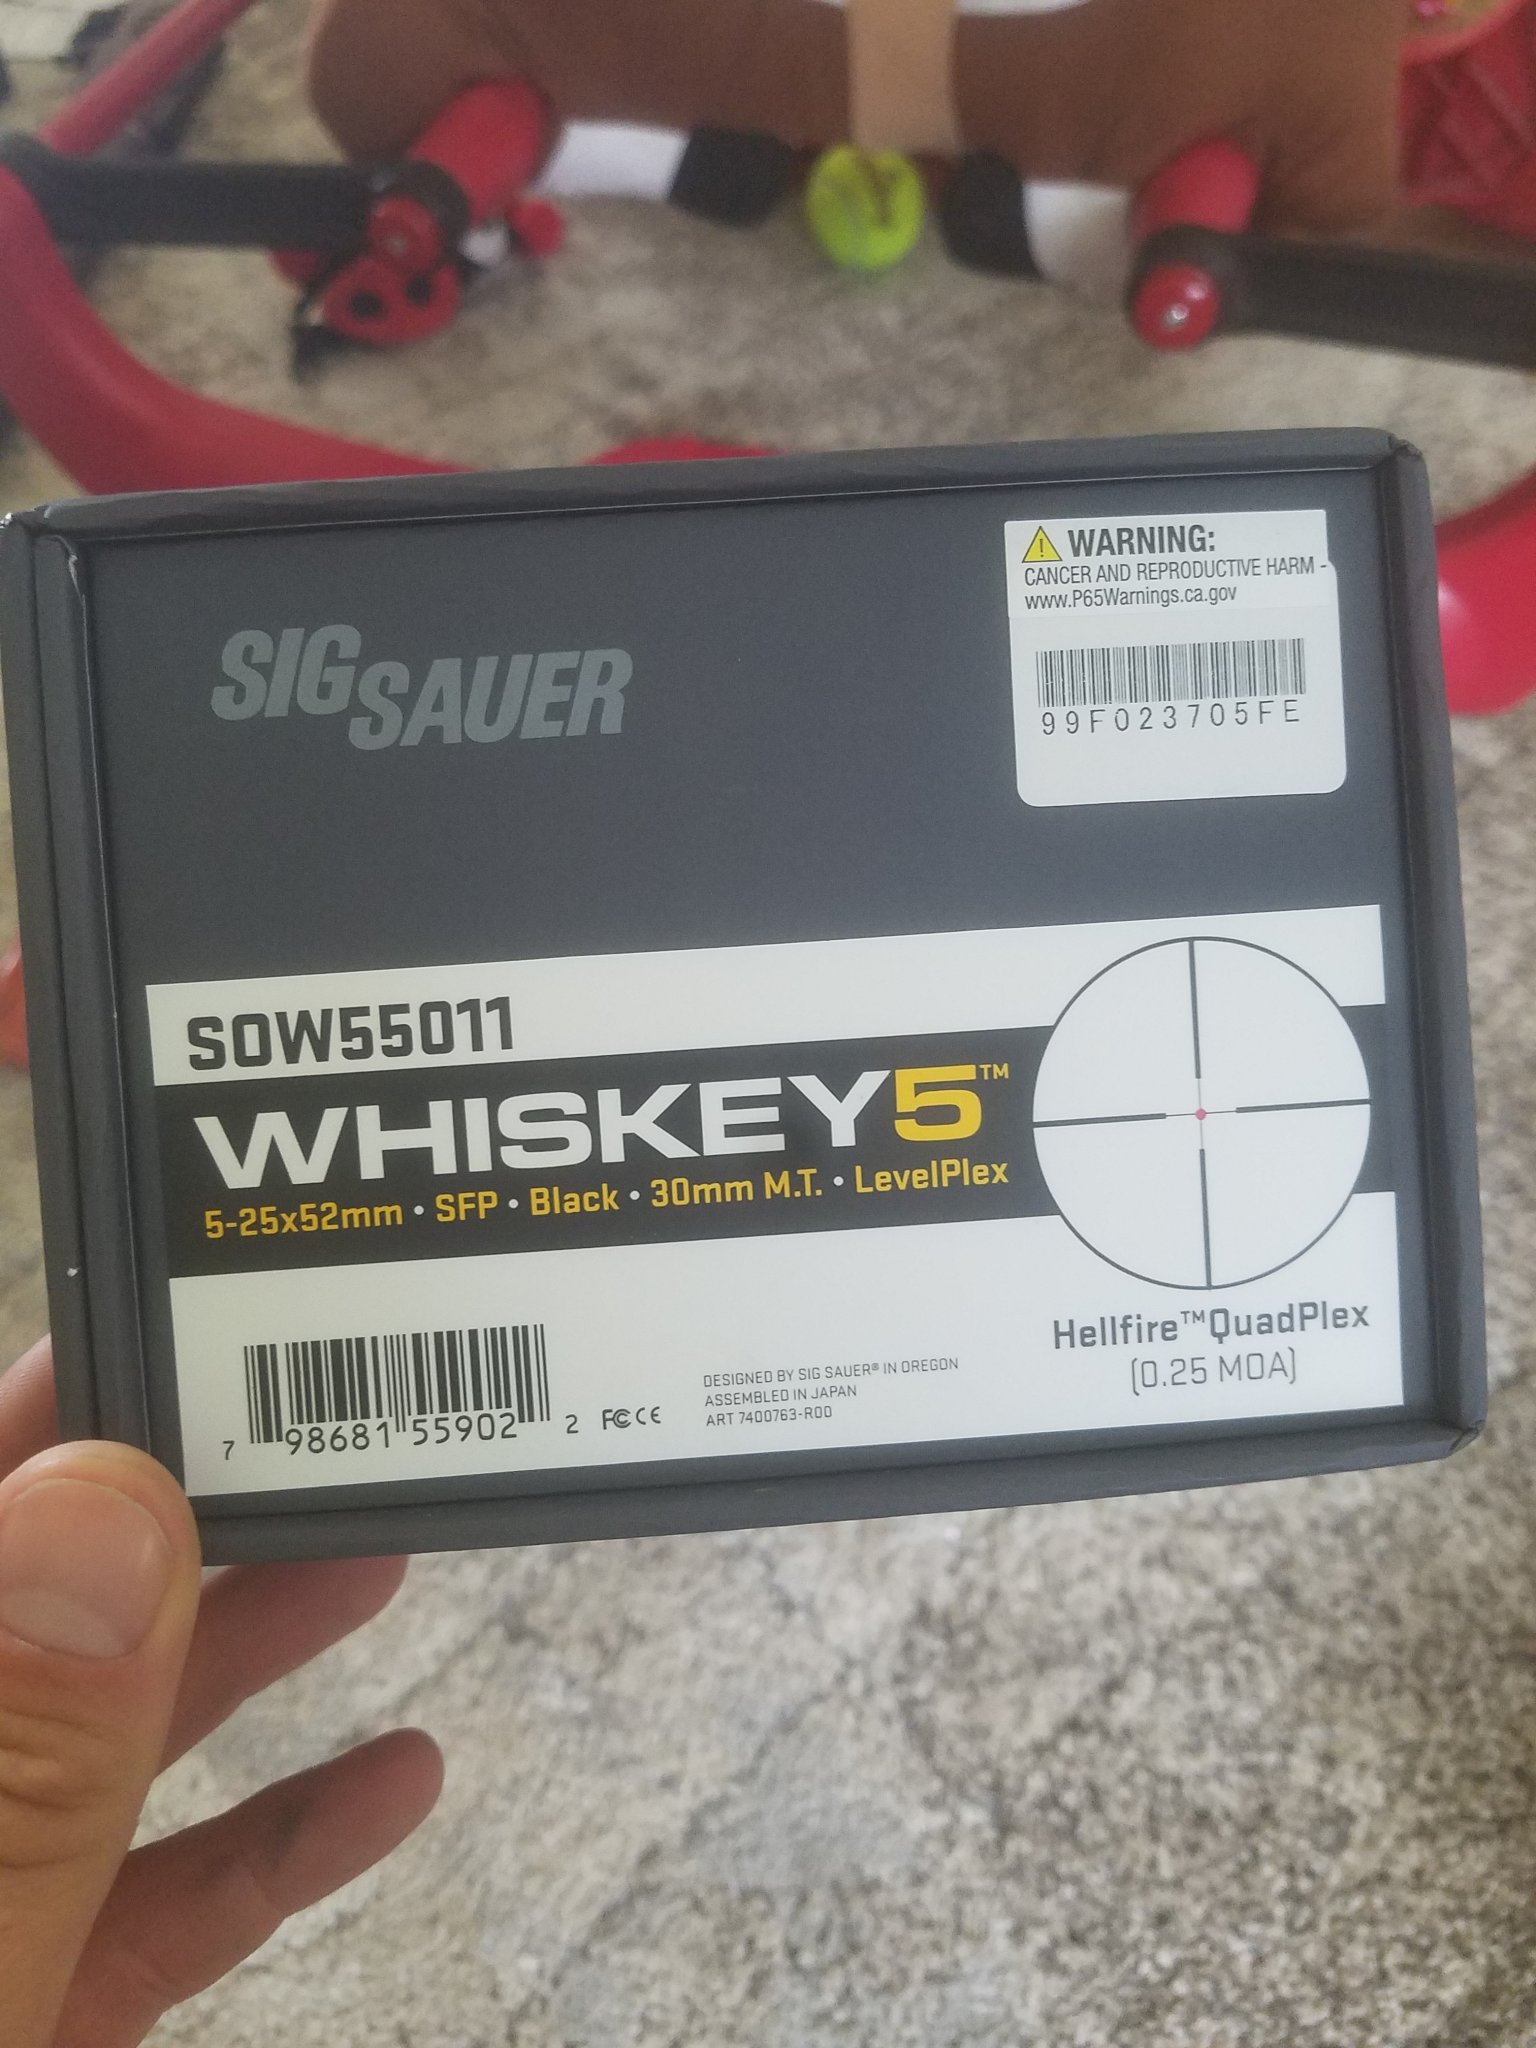 WARNING:
CANCER AND REPRODUCTIVE HARM -
www.P65Warnings.ca.gov
99F023705FE
SIG SAUER
SOW55011
WHISKEY5™
5-25x52mm • SFP • Black • 30mm M.T. • LevelPlex
Hellfire™ QuadPlex
(0.25 MOA)
7 98681 55902 2
FC CE
DESIGNED BY SIG SAUER® IN OREGON
ASSEMBLED IN JAPAN
ART 7400763-R00